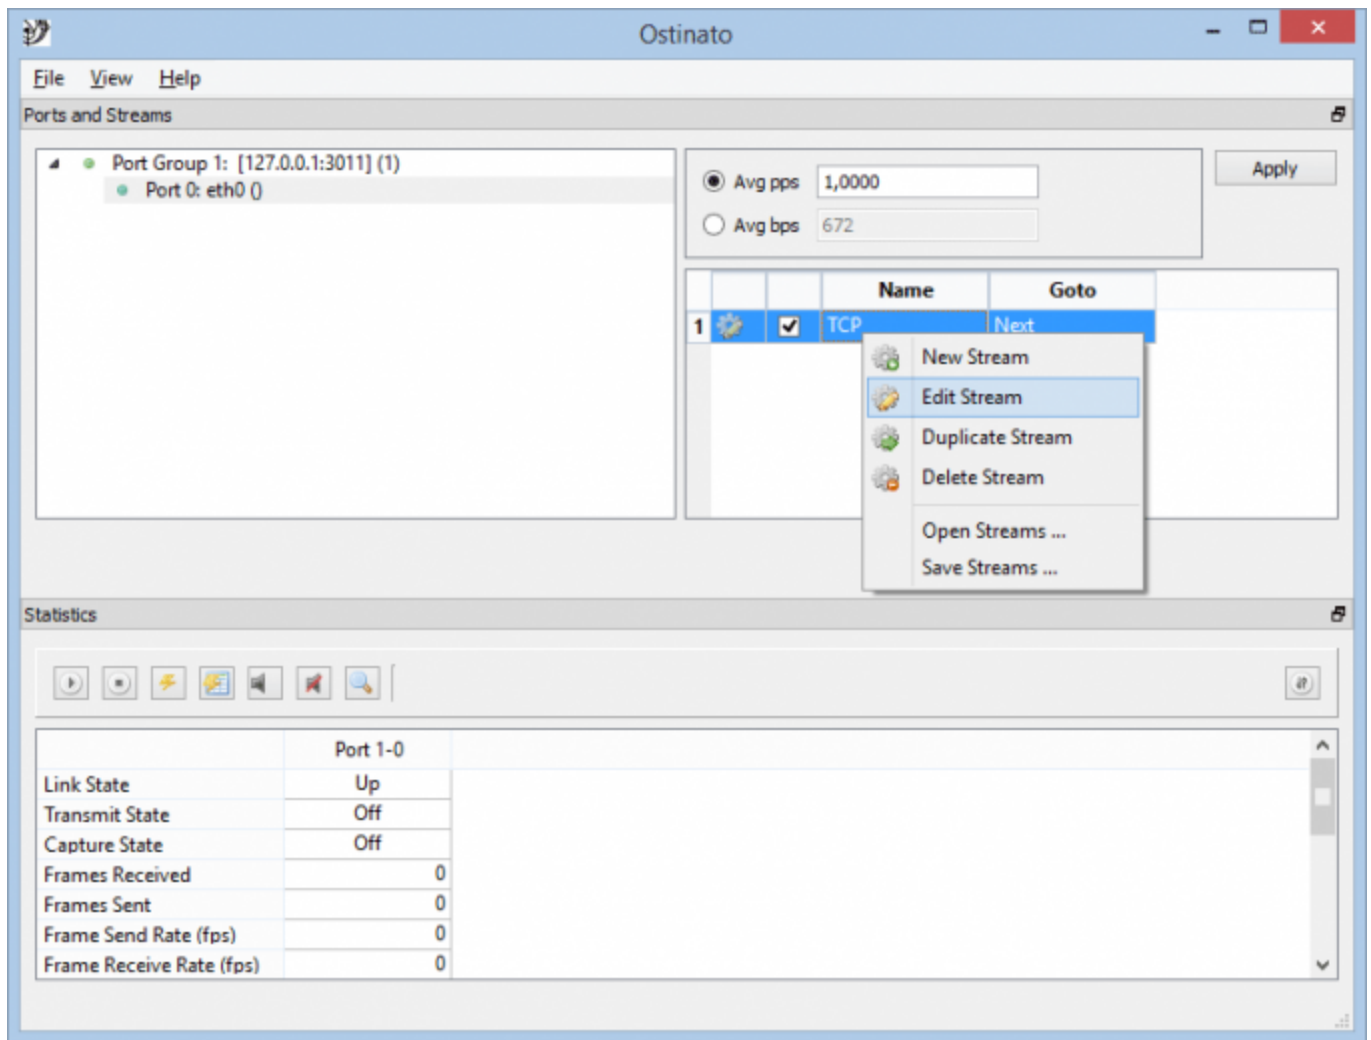 Ostinato
File View Help
Ports and Streams
Port Group 1: [127.0.0.1:3011] (1)
Port 0: eth0 ()
Avg pps 1,0000
Apply
Avg bps 672
Name Goto
1 TCP Next
New Stream
Edit Stream
Duplicate Stream
Delete Stream
Open Streams ...
Save Streams ...
Statistics
Port 1-0
Link State Up
Transmit State Off
Capture State Off
Frames Received 0
Frames Sent 0
Frame Send Rate (fps) 0
Frame Receive Rate (fps) 0